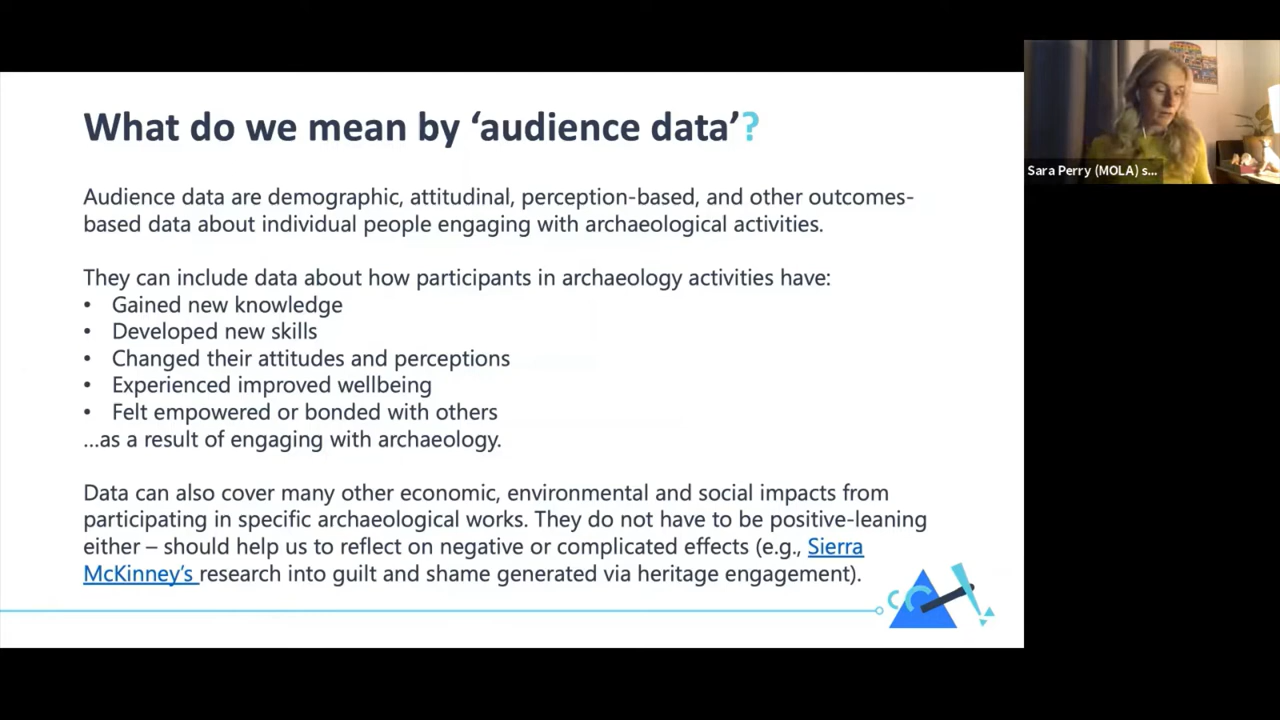 What do we mean by ‘audience data’?
Audience data are demographic, attitudinal, perception-based, and other outcomes-
based data about individual people engaging with archaeological activities.
They can include data about how participants in archaeology activities have:
• Gained new knowledge
• Developed new skills
• Changed their attitudes and perceptions
• Experienced improved wellbeing
• Felt empowered or bonded with others
…as a result of engaging with archaeology.
Data can also cover many other economic, environmental and social impacts from
participating in specific archaeological works. They do not have to be positive-leaning
either – should help us to reflect on negative or complicated effects (e.g., Sierra
McKinney’s research into guilt and shame generated via heritage engagement).
Sara Perry (MOLA) s...